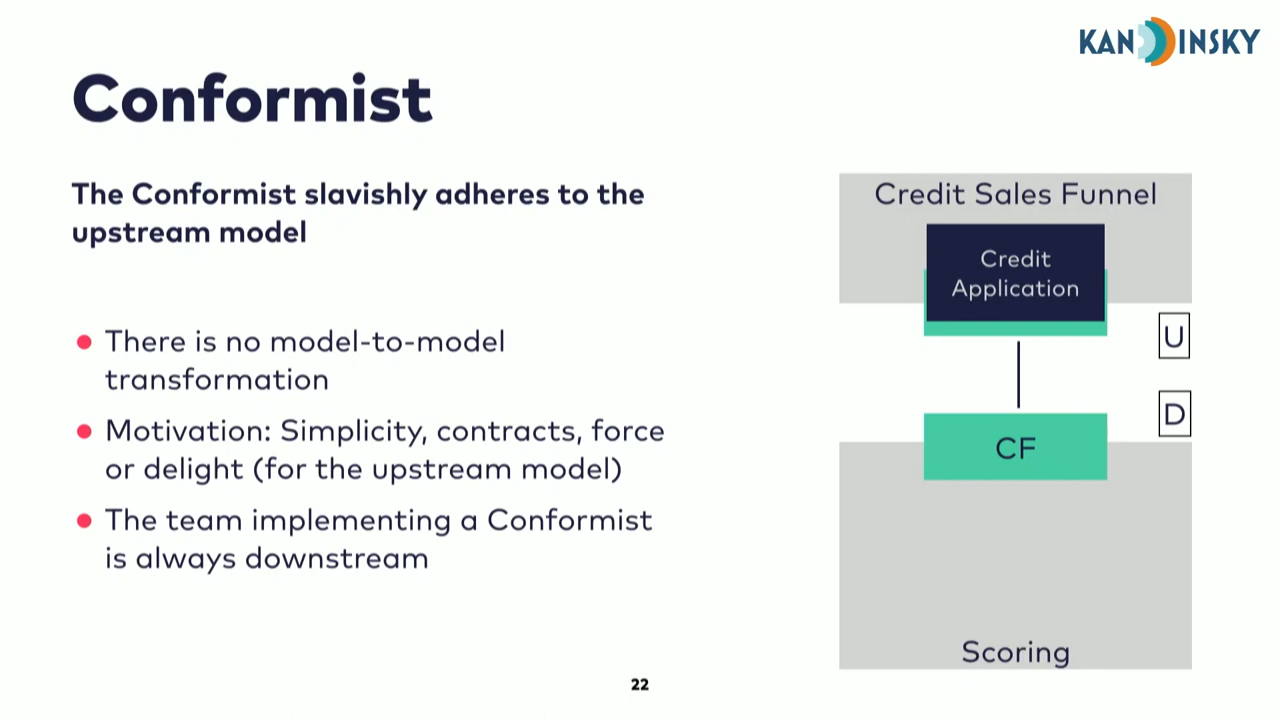 KANDDINSKY
Conformist
The Conformist slavishly adheres to the
upstream model
There is no model-to-model
transformation
Motivation: Simplicity, contracts, force
or delight (for the upstream model)
The team implementing a Conformist
is always downstream
Credit Sales Funnel
Credit
Application
U
D
CF
Scoring
22